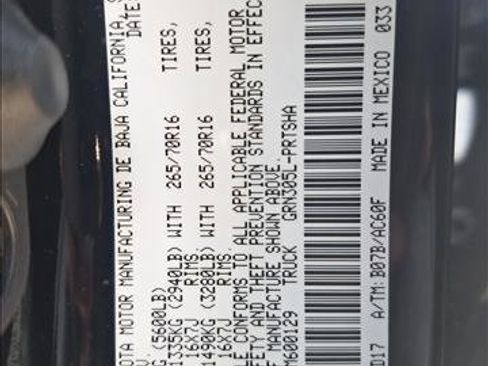 OTA MOTOR MANUFACTURING DE BAJA CALIFORNIA,
DATE
G (5600LB)
1335KG (2940LB) WITH 265/70R16 TIRES,
16X7J RIMS
1490KG (3280LB) WITH 265/70R16 TIRES,
16X7J RIMS
LE CONFORMS TO ALL APPLICABLE FEDERAL MOTOR
FETY AND THEFT PREVENTION STANDARDS IN EFFEC
F MANUFACTURE SHOWN ABOVE.
M600129 TRUCK GRN305L-PRTSHA
D17 A/TM: B07B/AC60F MADE IN MEXICO 033